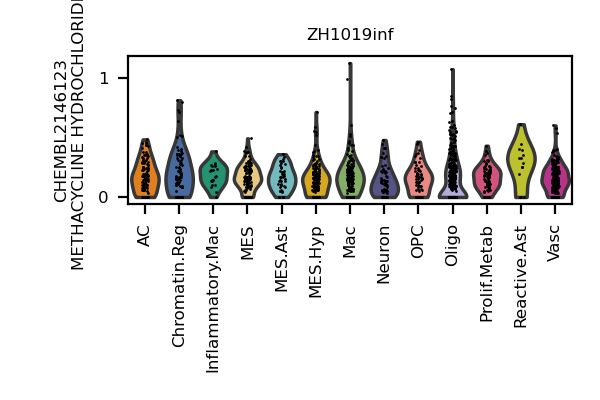 ZH1019inf
CHEMBL2146123
METHACYCLINE HYDROCHLORIDE
1
0
AC
Chromatin.Reg
Inflammatory.Mac
MES
MES.Ast
MES.Hyp
Mac
Neuron
OPC
Oligo
Prolif.Metab
Reactive.Ast
Vasc